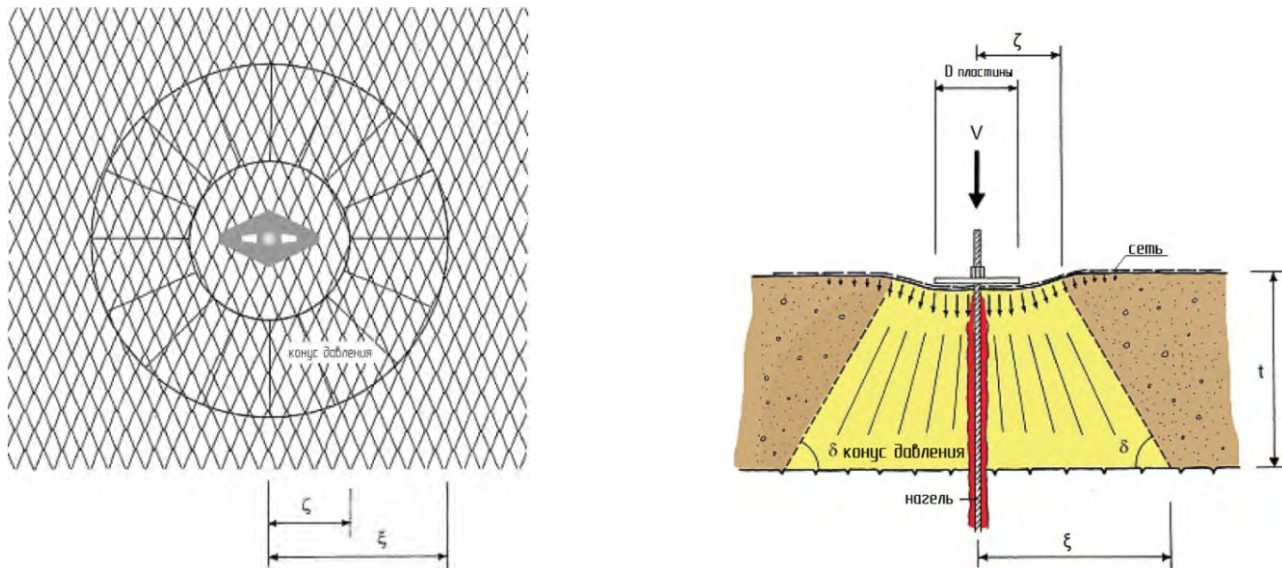 конус давления
ζ
ξ
ζ
D пластины
V
сеть
t
δ конус давления
δ
нагель
ξ